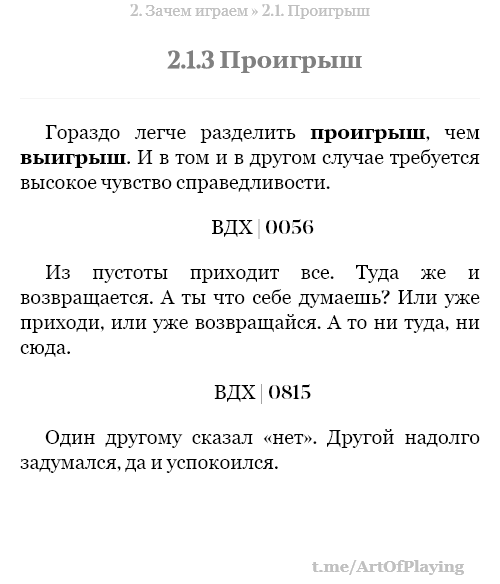 2. Зачем играем » 2.1. Проигрыш
2.1.3 Проигрыш
Гораздо легче разделить проигрыш, чем
выигрыш. И в том и в другом случае требуется
высокое чувство справедливости.
ВДХ | 0056
Из пустоты приходит все. Туда же и
возвращается. А ты что себе думаешь? Или уже
приходи, или уже возвращайся. А то ни туда, ни
сюда.
ВДХ | 0815
Один другому сказал «нет». Другой надолго
задумался, да и успокоился.
t.me/ArtOfPlaying